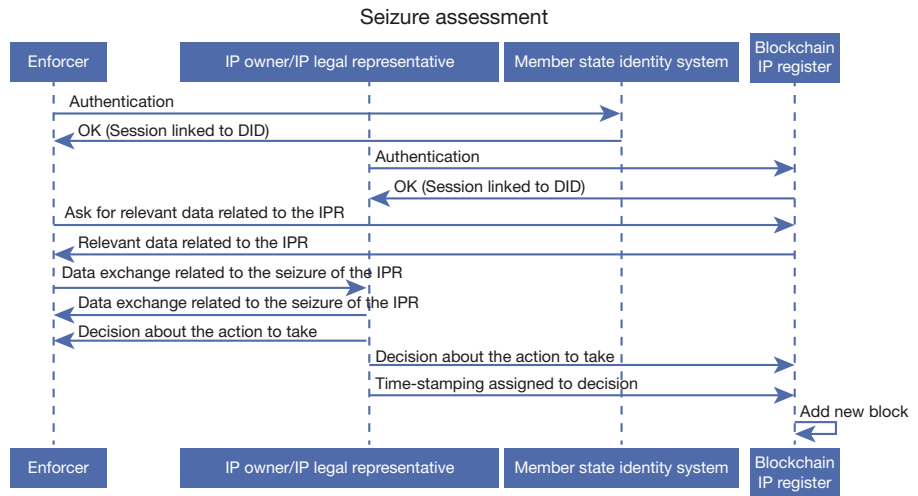 Seizure assessment
Enforcer
IP owner/IP legal representative
Member state identity system
Blockchain
IP register
Authentication
OK (Session linked to DID)
Authentication
OK (Session linked to DID)
Ask for relevant data related to the IPR
Relevant data related to the IPR
Data exchange related to the seizure of the IPR
Data exchange related to the seizure of the IPR
Decision about the action to take
Decision about the action to take
Time-stamping assigned to decision
Add new block
Enforcer
IP owner/IP legal representative
Member state identity system
Blockchain
IP register